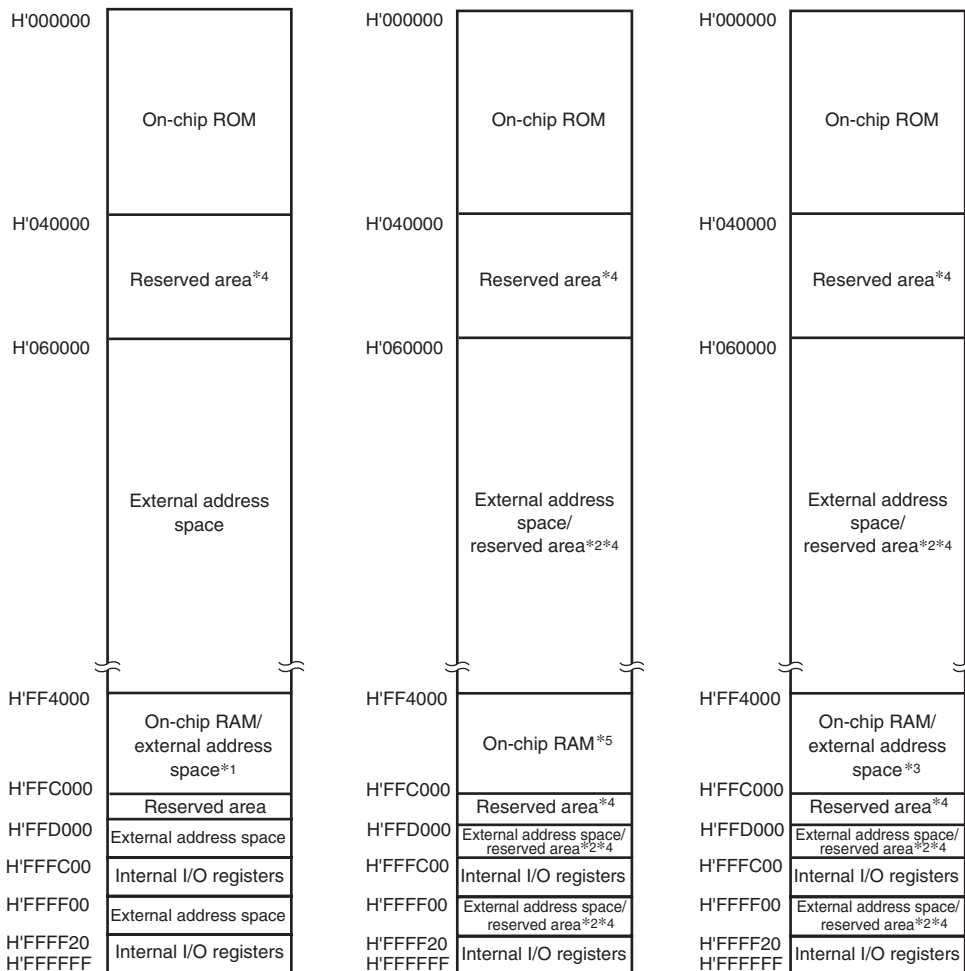 H'000000
On-chip ROM
H'040000
Reserved area*4
H'060000
External address
space
H'FF4000
On-chip RAM/
external address
space*1
H'FFC000
Reserved area
H'FFD000
External address space
H'FFFC00
Internal I/O registers
H'FFFF00
External address space
H'FFFF20
Internal I/O registers
H'FFFFFF
H'000000
On-chip ROM
H'040000
Reserved area*4
H'060000
External address
space/
reserved area*2*4
H'FF4000
On-chip RAM*5
H'FFC000
Reserved area*4
H'FFD000
External address space/
reserved area*2*4
H'FFFC00
Internal I/O registers
H'FFFF00
External address space/
reserved area*2*4
H'FFFF20
Internal I/O registers
H'FFFFFF
H'000000
On-chip ROM
H'040000
Reserved area*4
H'060000
External address
space/
reserved area*2*4
H'FF4000
On-chip RAM/
external address
space*3
H'FFC000
Reserved area*4
H'FFD000
External address space/
reserved area*2*4
H'FFFC00
Internal I/O registers
H'FFFF00
External address space/
reserved area*2*4
H'FFFF20
Internal I/O registers
H'FFFFFF